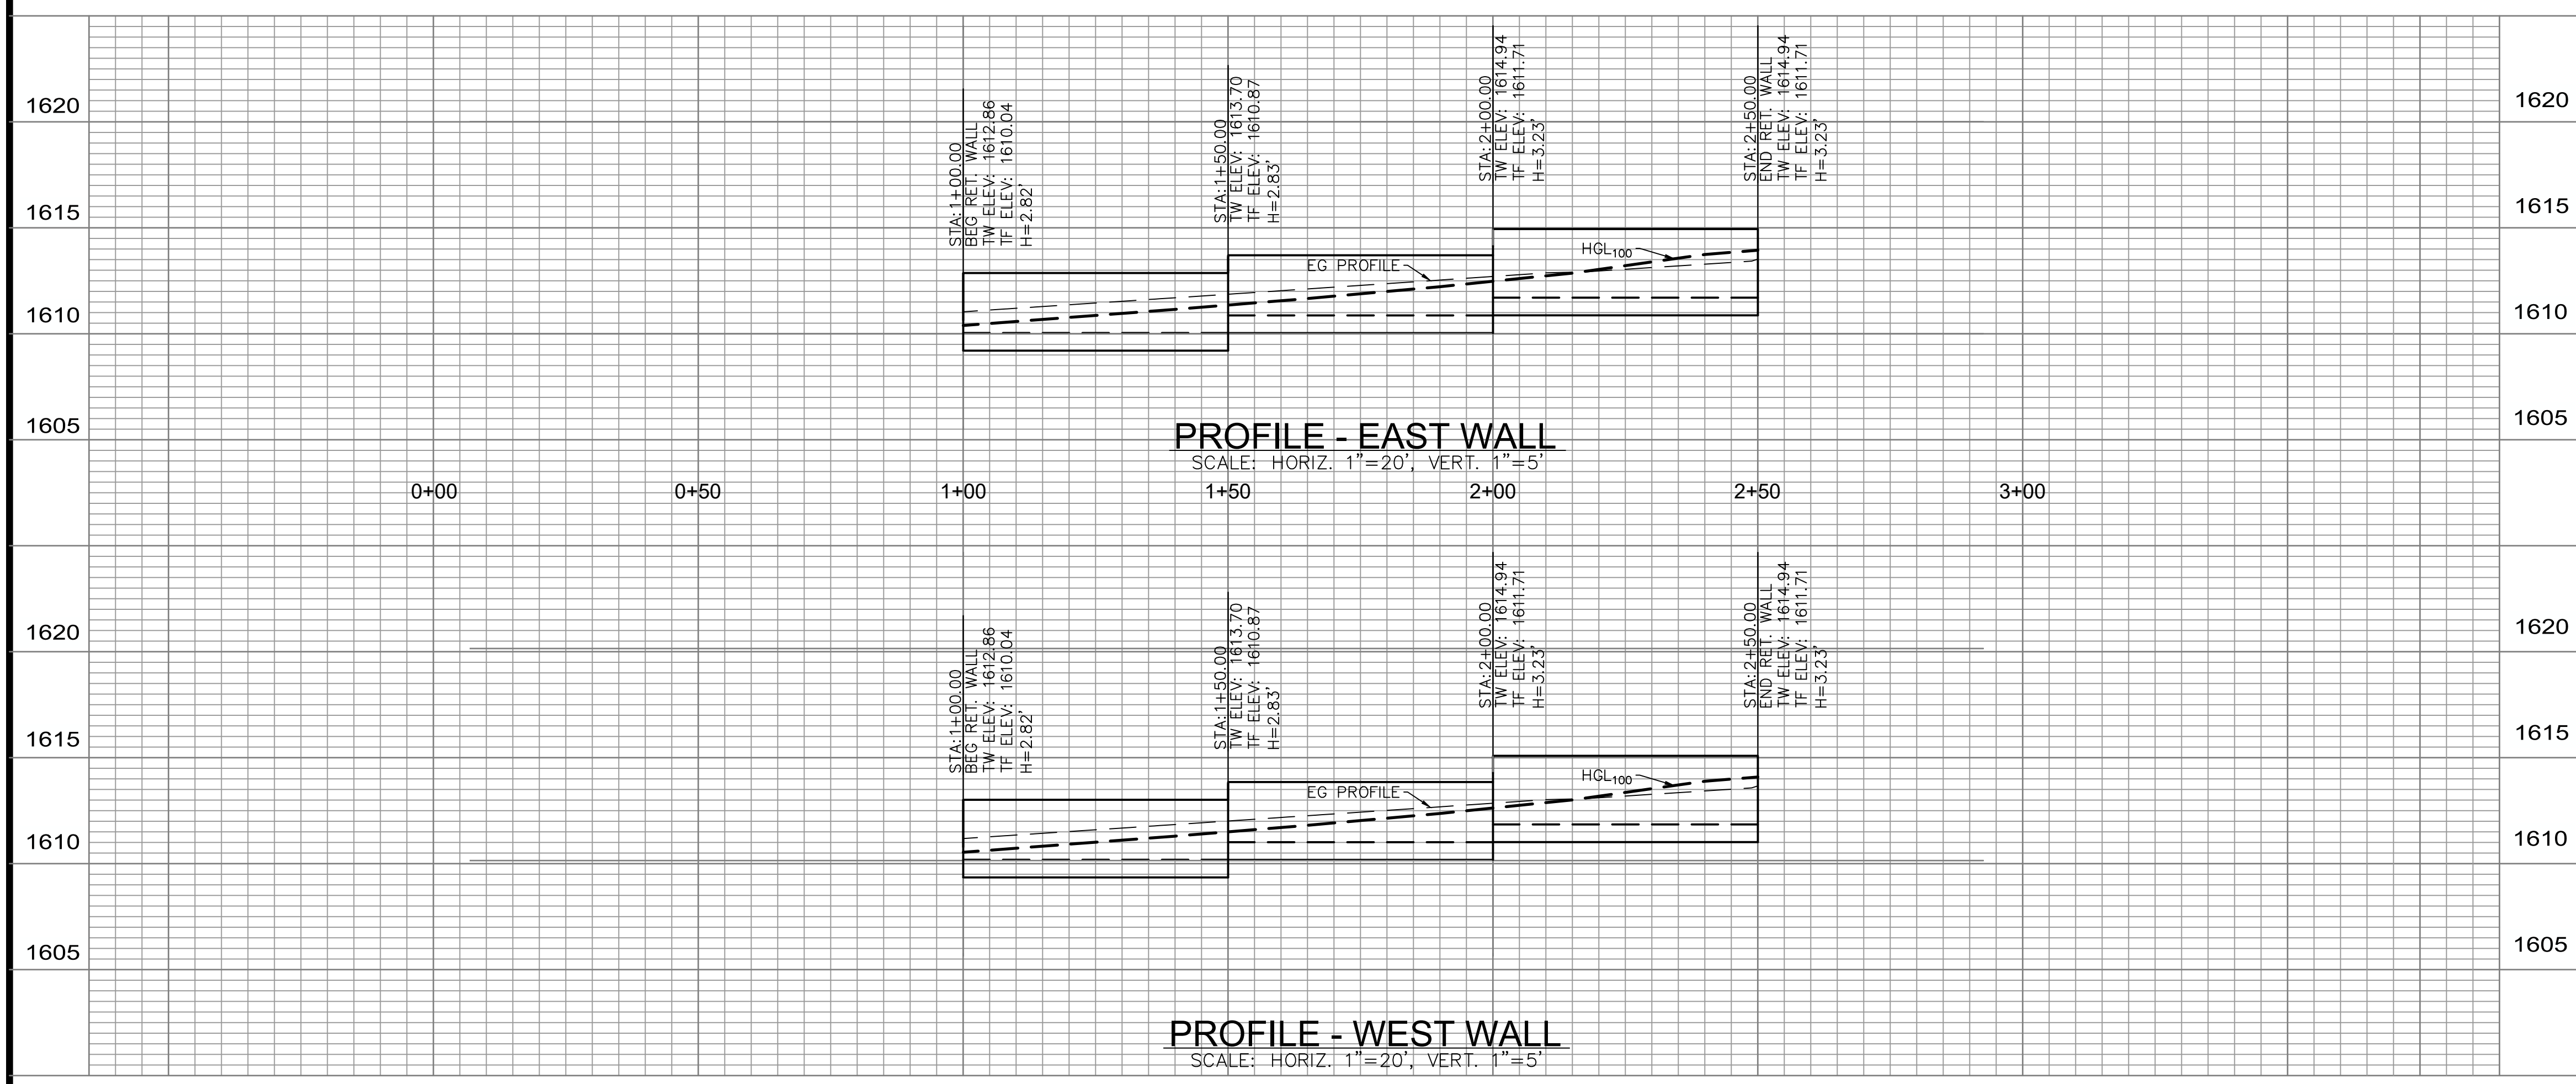 1620
1615
1610
1605
STA: 1+00.00
BEG RET. WALL
TW ELEV: 1612.86
TF ELEV: 1610.04
H=2.82'
STA: 1+50.00
TW ELEV: 1613.70
TF ELEV: 1610.87
H=2.83'
STA: 2+00.00
TW ELEV: 1614.94
TF ELEV: 1611.71
H=3.23'
STA: 2+50.00
END RET. WALL
TW ELEV: 1614.94
TF ELEV: 1611.71
H=3.23'
EG PROFILE
HGL100
1620
1615
1610
1605
PROFILE - EAST WALL
SCALE: HORIZ. 1"=20', VERT. 1"=5'
0+00 0+50 1+00 1+50 2+00 2+50 3+00
1620
1615
1610
1605
STA: 1+00.00
BEG RET. WALL
TW ELEV: 1612.86
TF ELEV: 1610.04
H=2.82'
STA: 1+50.00
TW ELEV: 1613.70
TF ELEV: 1610.87
H=2.83'
STA: 2+00.00
TW ELEV: 1614.94
TF ELEV: 1611.71
H=3.23'
STA: 2+50.00
END RET. WALL
TW ELEV: 1614.94
TF ELEV: 1611.71
H=3.23'
EG PROFILE
HGL100
1620
1615
1610
1605
PROFILE - WEST WALL
SCALE: HORIZ. 1"=20', VERT. 1"=5'